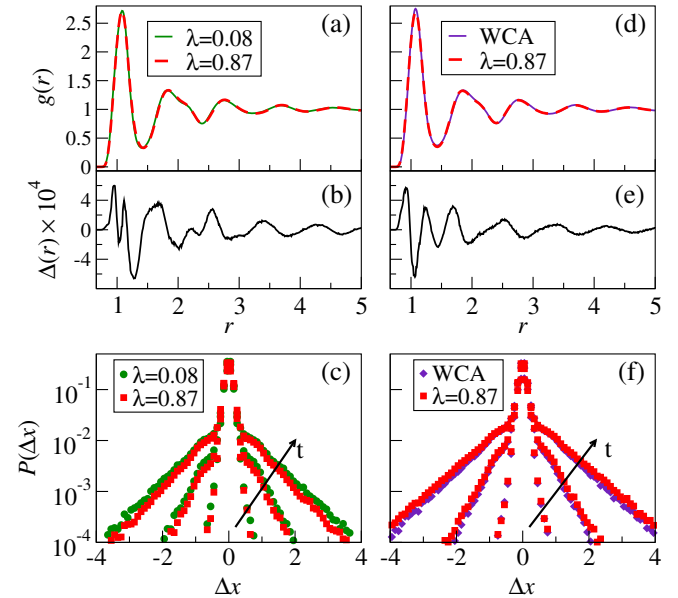 (a)
λ=0.08
λ=0.87
g(r)
2.5
2
1.5
1
0.5
0
(d)
WCA
λ=0.87
(b)
Δ(r) × 10⁴
4
0
-4
1 2 3 4 5
r
(e)
1 2 3 4 5
r
(c)
λ=0.08
λ=0.87
t
P(Δx)
10⁻¹
10⁻²
10⁻³
10⁻⁴
-4 -2 0 2 4
Δx
(f)
WCA
λ=0.87
t
-4 -2 0 2 4
Δx